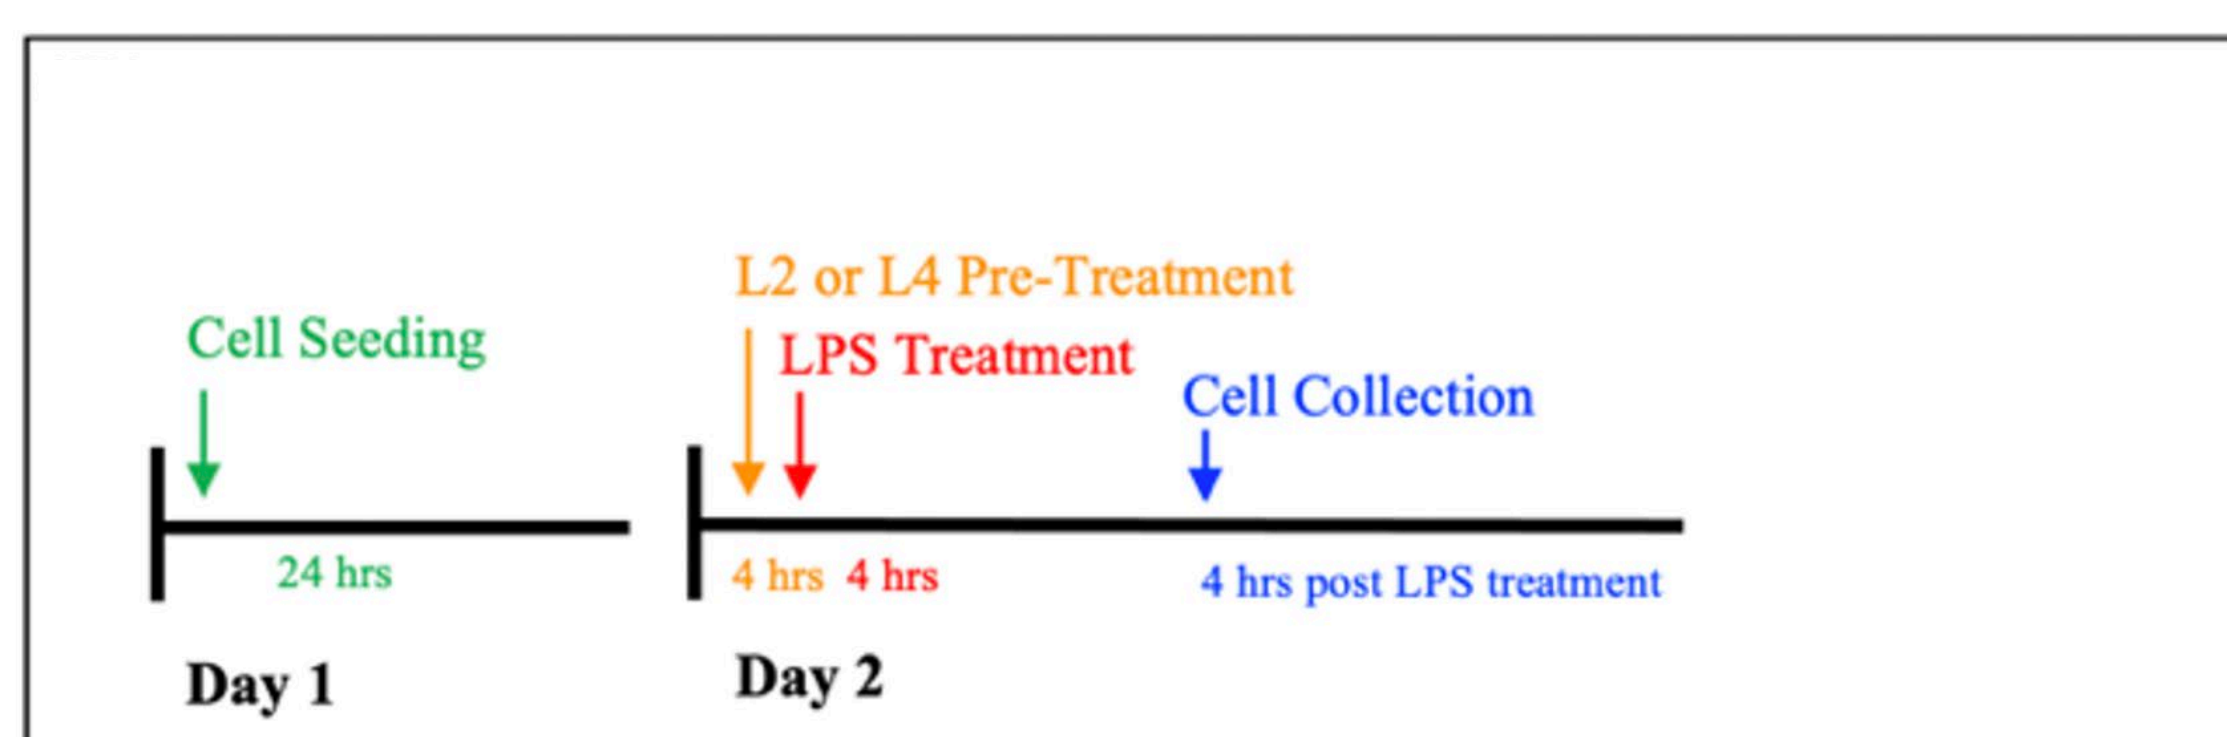 L2 or L4 Pre-Treatment
Cell Seeding
LPS Treatment
Cell Collection
24 hrs
4 hrs 4 hrs
4 hrs post LPS treatment
Day 1
Day 2